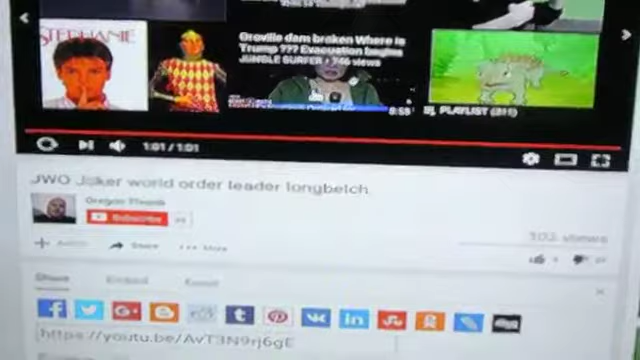 STEPHANIE
Oroville dam broken Where is
Trump ??? Evacuation begins
JUNGLE SURFER • 746 views
8:59
PLAYLIST
1:01 / 1:01
JWO Joker world order leader longbelch
Oregon
Subscribe
Share
More
views
Share
Embed
Email
https://youtu.be/AvT3N9rj6gE